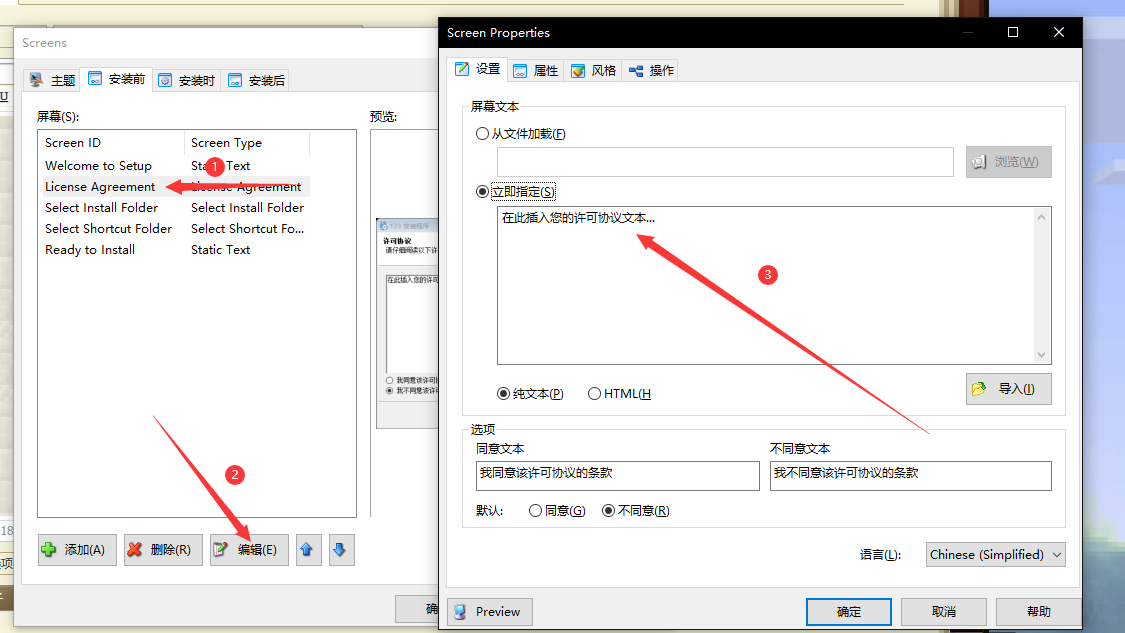 Screens
主题
安装前
安装时
安装后
屏幕(S):
预览:
Screen ID
Screen Type
Welcome to Setup
Text
License Agreement
License Agreement
Select Install Folder
Select Install Folder
Select Shortcut Folder
Select Shortcut Fo...
Ready to Install
Static Text
1
2
123 安装程序
许可协议
请仔细阅读以下许
在此插入您的许可
我同意该许可协
我不同意该许可
添加(A)
删除(R)
编辑(E)
确
U
18
Screen Properties
设置
属性
风格
操作
屏幕文本
从文件加载(F)
浏览(W)
立即指定(S)
在此插入您的许可协议文本...
3
纯文本(P)
HTML(H
导入(I)
选项
同意文本
不同意文本
我同意该许可协议的条款
我不同意该许可协议的条款
默认:
同意(G)
不同意(R)
语言(L):
Chinese (Simplified)
Preview
确定
取消
帮助